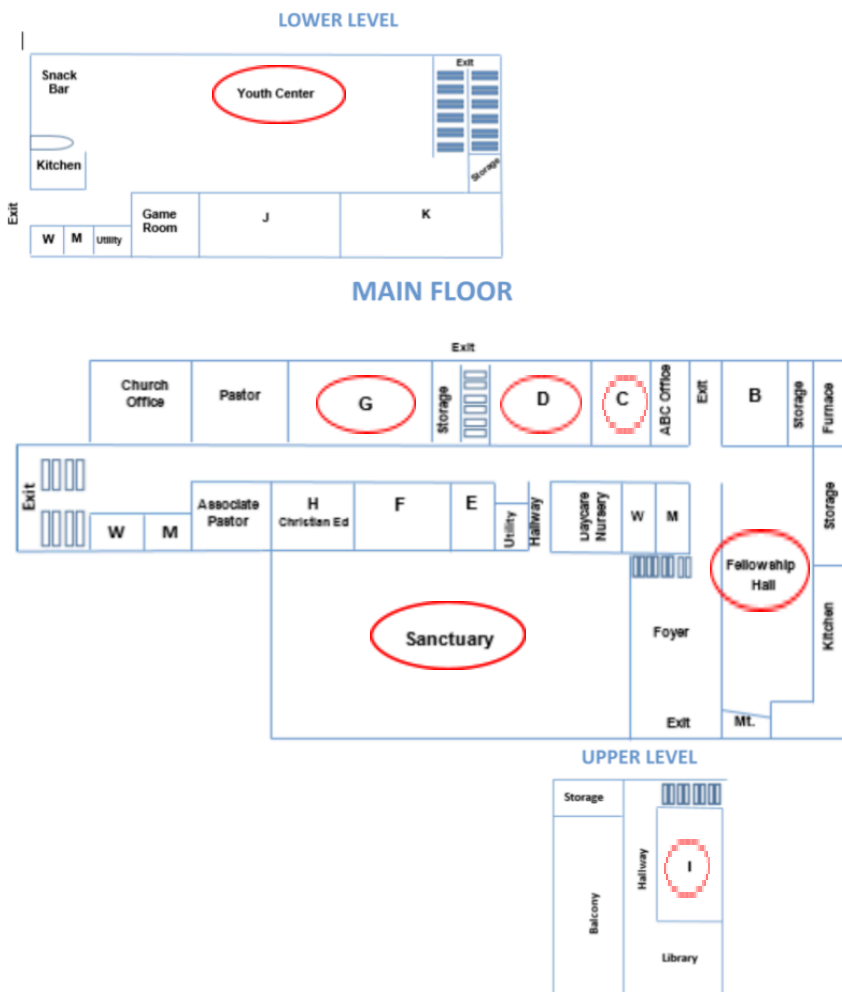 LOWER LEVEL
Exit
Snack
Bar
Youth Center
Kitchen
Storage
Exit
Game
Room
J
K
W
M
Utility
MAIN FLOOR
Exit
Church
Office
Pastor
G
Storage
D
C
ABC Office
Exit
B
Storage
Furnace
Exit
W
M
Associate
Pastor
H
Christian Ed
F
E
Utility
Hallway
Daycare
Nursery
W
M
Storage
Fellowship
Hall
Sanctuary
Foyer
Kitchen
Exit
Mt.
UPPER LEVEL
Storage
Hallway
I
Balcony
Library